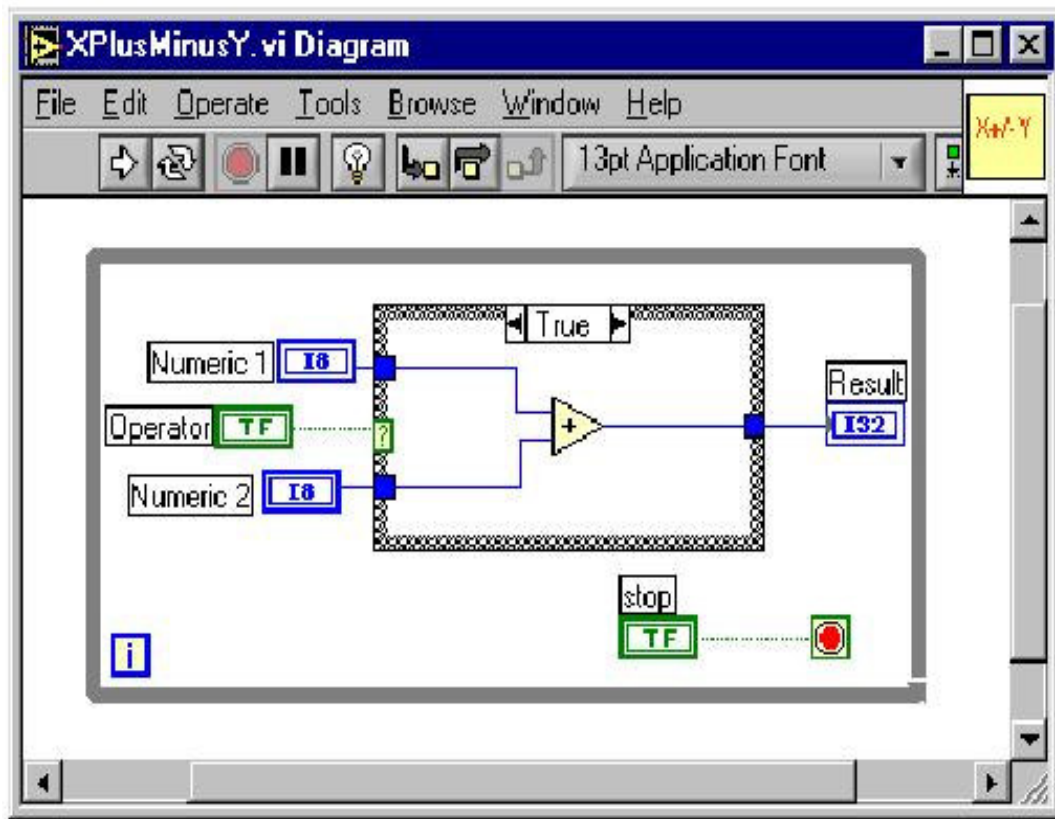 XPlusMinusY.vi Diagram
File Edit Operate Tools Browse Window Help
X+/-Y
13pt Application Font
True
Numeric 1 I8
Result
Operator TF
?
+
I32
Numeric 2 I8
stop
TF
i